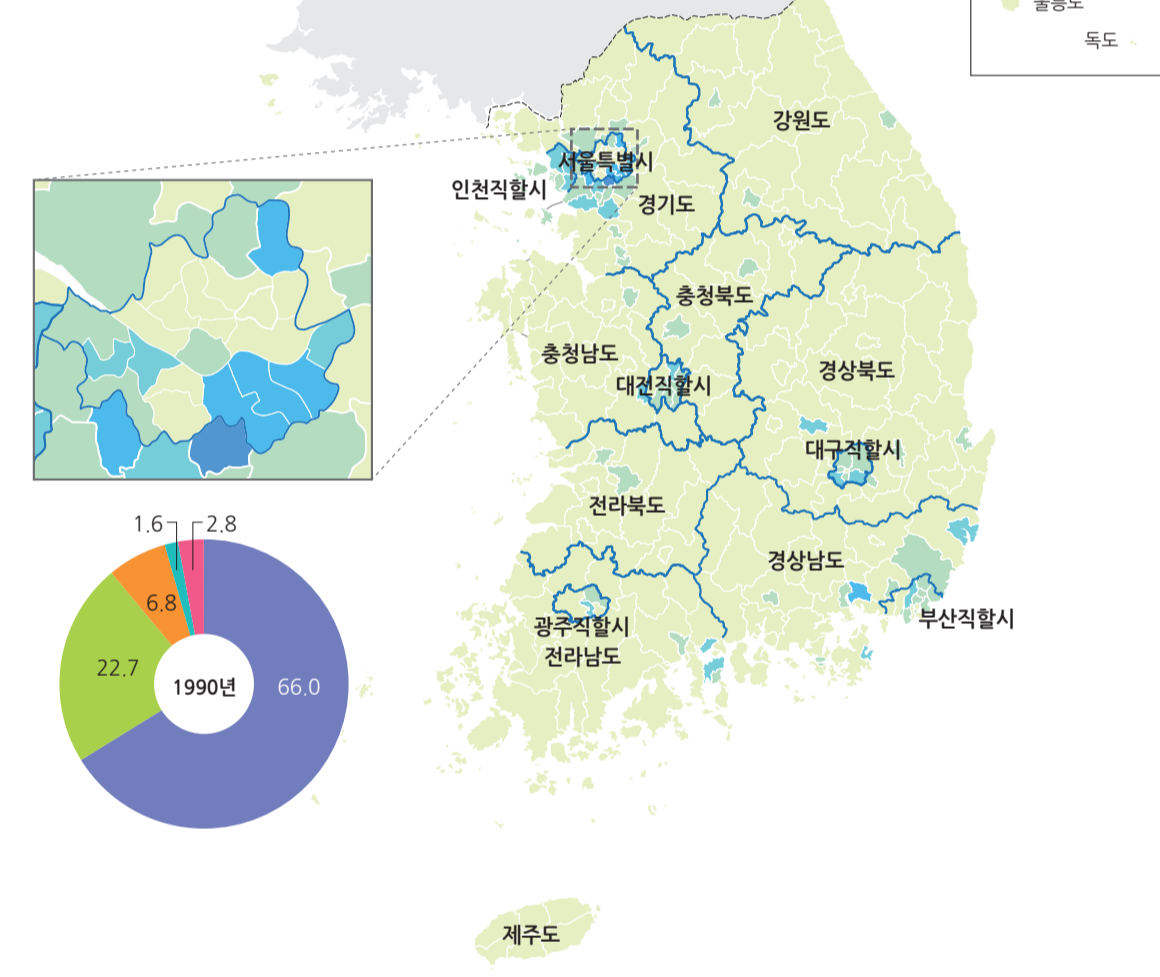 울릉도
독도
강원도
서울특별시
인천직할시
경기도
충청북도
충청남도
경상북도
대전직할시
대구직할시
전라북도
경상남도
부산직할시
광주직할시
전라남도
제주도
1.6
2.8
6.8
22.7
1990년
66.0